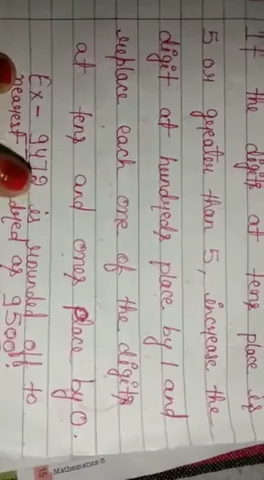 If the digit at tens place is
5 or greater than 5, increase the
digit at hundreds place by 1 and
replace each one of the digits
at tens and ones place by 0.
Ex- 9479 is rounded off to
nearest as 9500.
15 Mathematics-5